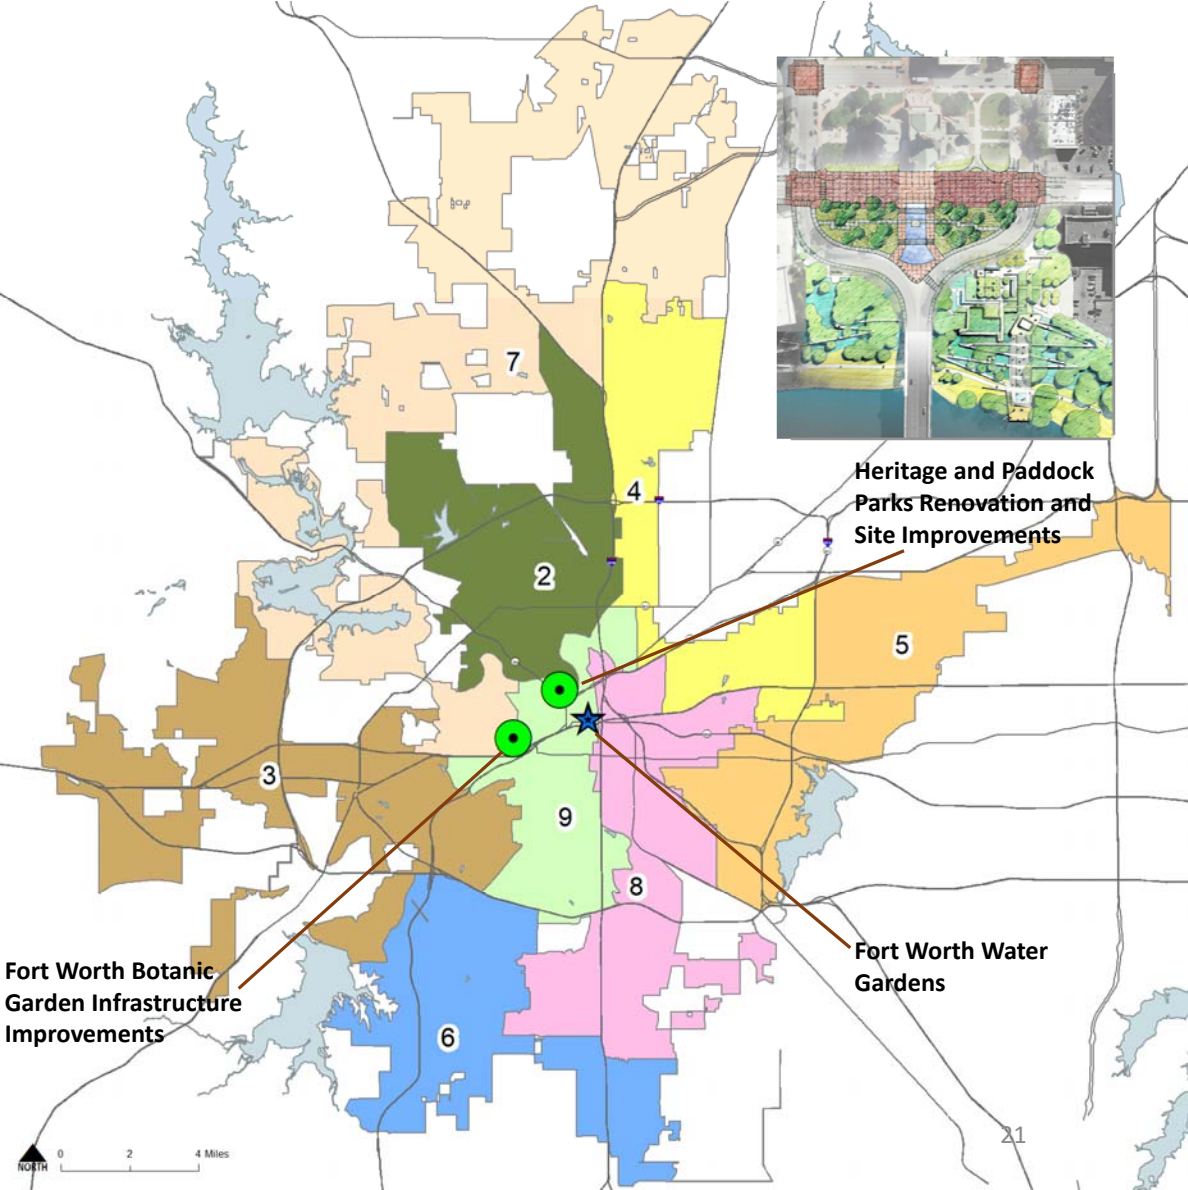 7
4
Heritage and Paddock
Parks Renovation and
Site Improvements
2
5
3
9
8
Fort Worth Water
Gardens
Fort Worth Botanic
Garden Infrastructure
Improvements
6
21
0 2 4 Miles
NORTH